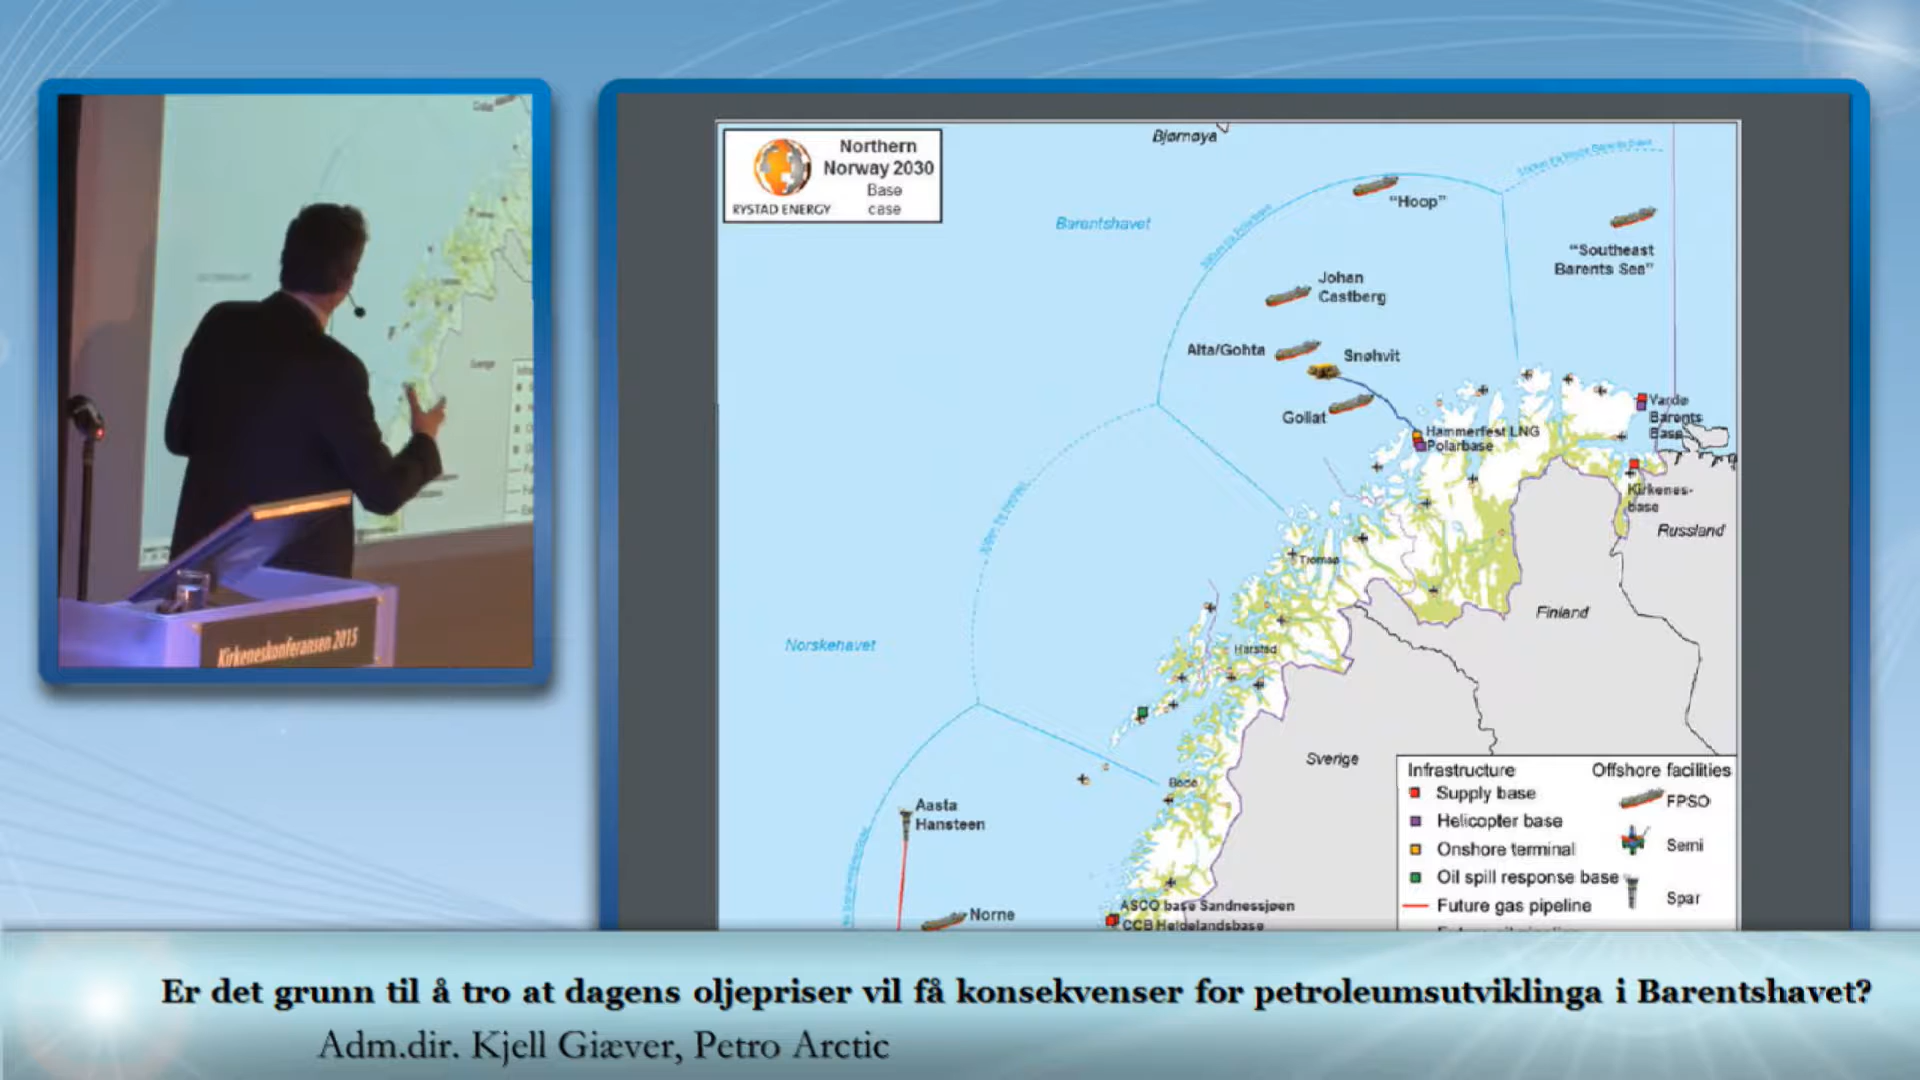 Kirkeneskonferansen 2015
Northern
Norway 2030
Base
case
RYSTAD ENERGY
Bjørnøya
"Hoop"
Barentshavet
"Southeast
Barents Sea"
Johan
Castberg
Alta/Gohta
Snøhvit
Goliat
Vardø
Barents
Base
Hammerfest LNG
Polarbase
Kirkenes-
base
Russland
Tromsø
Finland
Norskehavet
Harstad
Sverige
Bodø
Aasta
Hansteen
Norne
ASCO base Sandnessjøen
CCB Helgelandsbase
Infrastructure
Supply base
Helicopter base
Onshore terminal
Oil spill response base
Future gas pipeline
Offshore facilities
FPSO
Semi
Spar
Er det grunn til å tro at dagens oljepriser vil få konsekvenser for petroleumsutviklinga i Barentshavet?
Adm.dir. Kjell Giæver, Petro Arctic